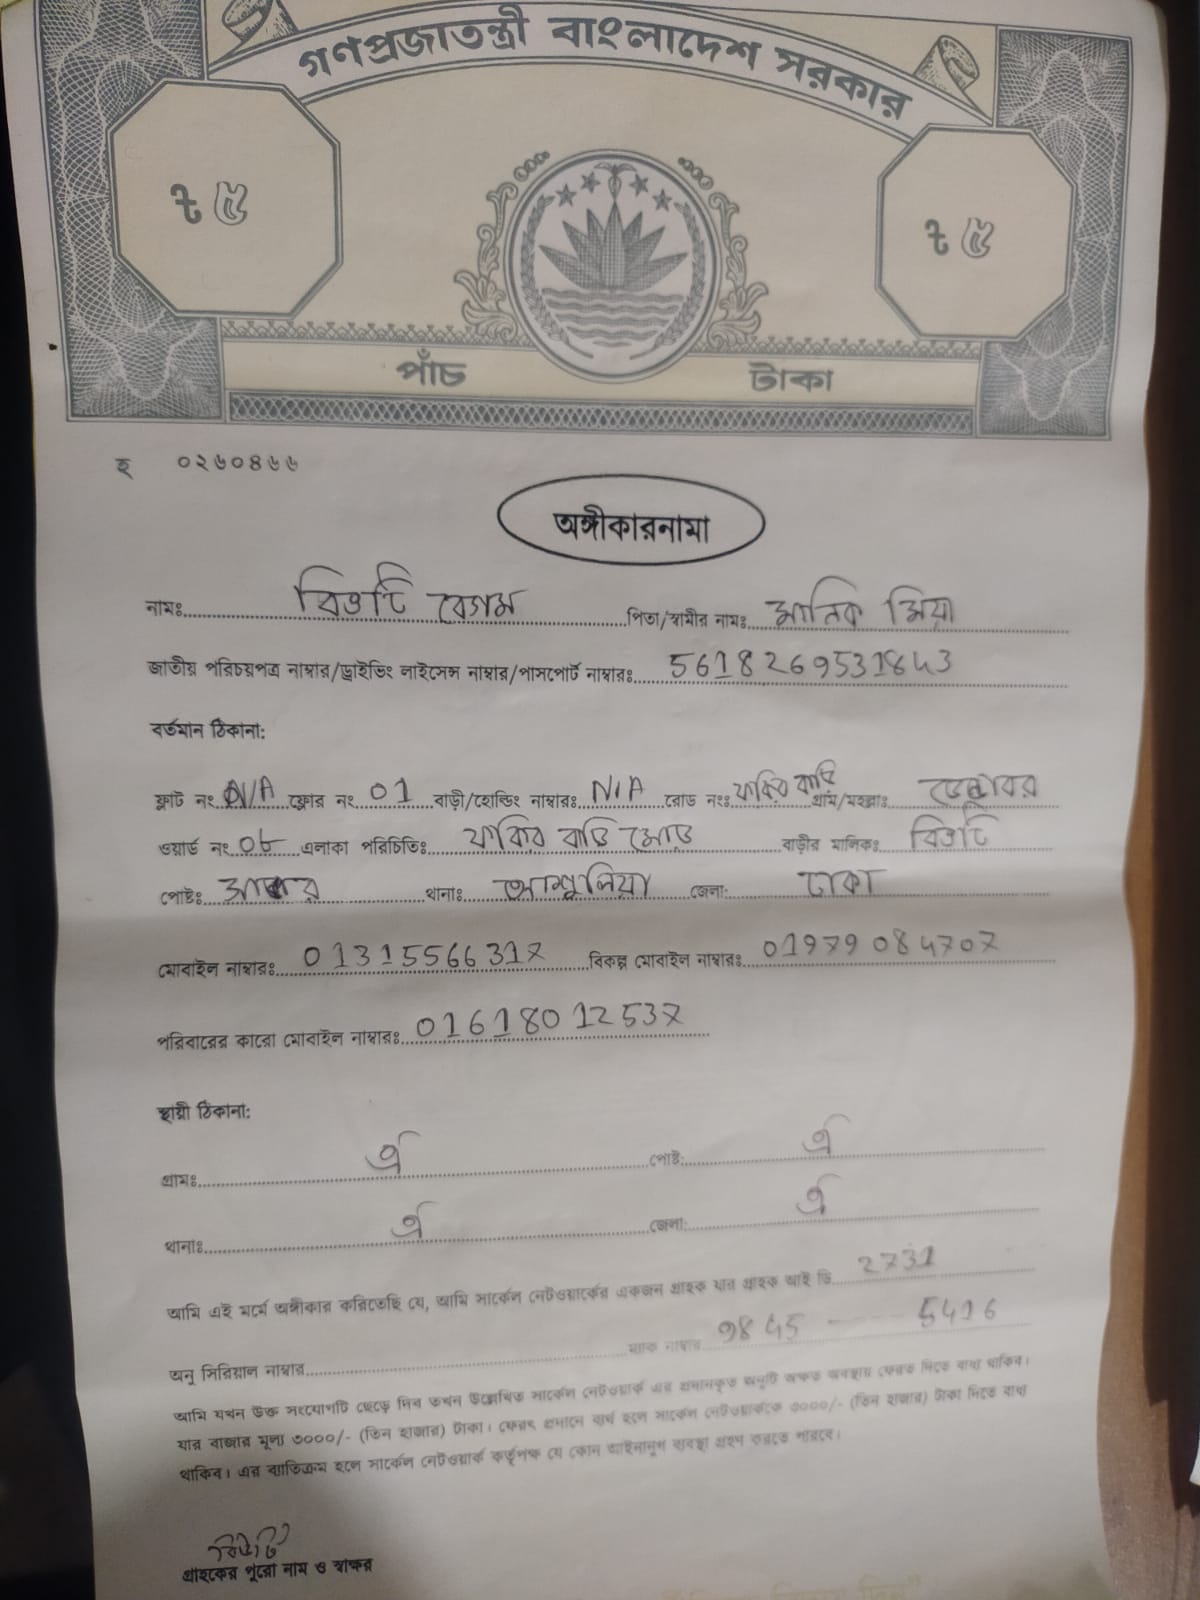 গণপ্রজাতন্ত্রী বাংলাদেশ সরকার
ট ৫ ট ৫
পাঁচ টাকা
হ ০২৬০৪৬৬
অঙ্গীকারনামা
নামঃ বিউটি বেগম পিতা/স্বামীর নামঃ মানিক মিয়া
জাতীয় পরিচয়পত্র নাম্বার/ড্রাইভিং লাইসেন্স নাম্বার/পাসপোর্ট নাম্বারঃ 5618269531843
বর্তমান ঠিকানা:
ফ্লাট নং N/A ফ্লোর নং 01 বাড়ী/হোল্ডিং নাম্বারঃ N/A রোড নংঃ ফকির বাড়ি গ্রাম/মহল্লাঃ
ওয়ার্ড নং 08 এলাকা পরিচিতিঃ ফকির বাড়ি মোড় বাড়ীর মালিকঃ বিউটি
পোষ্টঃ থানাঃ আশুলিয়া জেলা: ঢাকা
মোবাইল নাম্বারঃ 01315566317 বিকল্প মোবাইল নাম্বারঃ 01979084707
পরিবারের কারো মোবাইল নাম্বারঃ 01618012537
স্থায়ী ঠিকানা:
গ্রামঃ ঐ পোষ্ট: ঐ
থানাঃ ঐ জেলা: ঐ
আমি এই মর্মে অঙ্গীকার করিতেছি যে, আমি সার্কেল নেটওয়ার্কের একজন গ্রাহক যার গ্রাহক আই ডি 2731
অনু সিরিয়াল নাম্বার ম্যাক নাম্বার 9845 ---- 5416
আমি যখন উক্ত সংযোগটি ছেড়ে দিব তখন উল্লেখিত সার্কেল নেটওয়ার্ক এর প্রদানকৃত অনুটি অক্ষত অবস্থায় ফেরত দিতে বাধ্য থাকিব।
যার বাজার মূল্য ৩০০০/- (তিন হাজার) টাকা। ফেরৎ প্রদানে ব্যর্থ হলে সার্কেল নেটওয়ার্ককে ৩০০০/- (তিন হাজার) টাকা দিতে বাধ্য
থাকিব। এর ব্যতিক্রম হলে সার্কেল নেটওয়ার্ক কর্তৃপক্ষ যে কোন আইনানুগ ব্যবস্থা গ্রহণ করতে পারবে।
বিউটি
গ্রাহকের পুরো নাম ও স্বাক্ষর